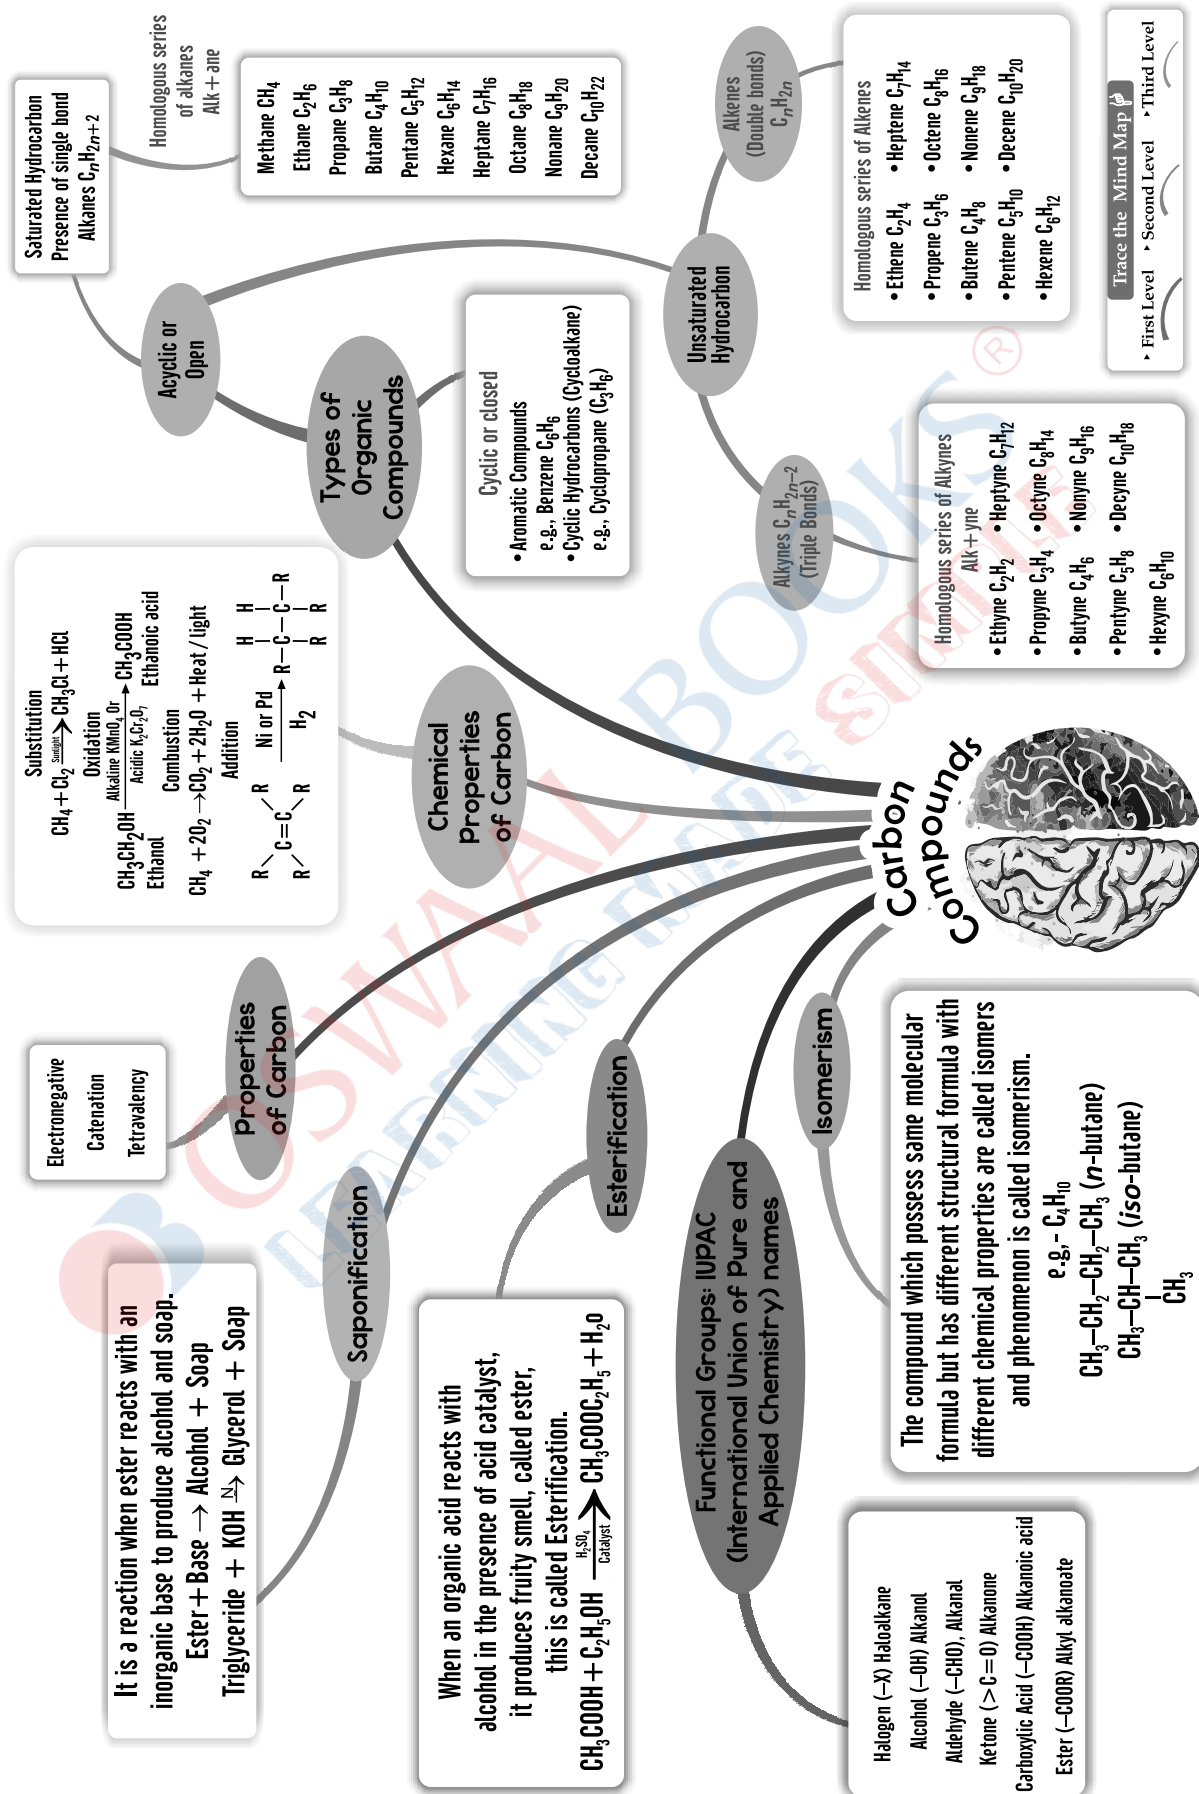 Carbon
Compounds
Types of
Organic
Compounds
Acyclic or
Open
Saturated Hydrocarbon
Presence of single bond
Alkanes CₙH₂ₙ₊₂
Homologous series
of alkanes
Alk+ane
Methane CH₄
Ethane C₂H₆
Propane C₃H₈
Butane C₄H₁₀
Pentane C₅H₁₂
Hexane C₆H₁₄
Heptane C₇H₁₆
Octane C₈H₁₈
Nonane C₉H₂₀
Decane C₁₀H₂₂
Cyclic or closed
• Aromatic Compounds
e.g., Benzene C₆H₆
• Cyclic Hydrocarbons (Cycloalkane)
e.g., Cyclopropane (C₃H₆)
Unsaturated
Hydrocarbon
Alkenes
(Double bonds)
CₙH₂ₙ
Homologous series of Alkenes
• Ethene C₂H₄
• Propene C₃H₆
• Butene C₄H₈
• Pentene C₅H₁₀
• Hexene C₆H₁₂
• Heptene C₇H₁₄
• Octene C₈H₁₆
• Nonene C₉H₁₈
• Decene C₁₀H₂₀
Alkynes CₙH₂ₙ₋₂
(Triple Bonds)
Homologous series of Alkynes
Alk+yne
• Ethyne C₂H₂
• Propyne C₃H₄
• Butyne C₄H₆
• Pentyne C₅H₈
• Hexyne C₆H₁₀
• Heptyne C₇H₁₂
• Octyne C₈H₁₄
• Nonyne C₉H₁₆
• Decyne C₁₀H₁₈
Chemical
Properties
of Carbon
Substitution
CH₄+Cl₂ Sunlight→ CH₃Cl+HCl
Oxidation
CH₃CH₂OH Alkaline KMnO₄ Or Acidic K₂Cr₂O₇→ CH₃COOH
Ethanol Ethanoic acid
Combustion
CH₄ + 2O₂ →CO₂ + 2H₂O + Heat/light
Addition
H H
R R Ni or Pd | |
C=C → R−C−C−R
R R H₂ | |
R R
Properties
of Carbon
Electronegative
Catenation
Tetravalency
Saponification
It is a reaction when ester reacts with an
inorganic base to produce alcohol and soap.
Ester+Base → Alcohol + Soap
Triglyceride + KOH N→ Glycerol + Soap
Esterification
When an organic acid reacts with
alcohol in the presence of acid catalyst,
it produces fruity smell, called ester,
this is called Esterification.
CH₃COOH+C₂H₅OH H₂SO₄ Catalyst→ CH₃COOC₂H₅+H₂O
Functional Groups: IUPAC
(International Union of Pure and
Applied Chemistry) names
Halogen (−X) Haloalkane
Alcohol (−OH) Alkanol
Aldehyde (−CHO), Alkanal
Ketone (>C=O) Alkanone
Carboxylic Acid (−COOH) Alkanoic acid
Ester (−COOR) Alkyl alkanoate
Isomerism
The compound which possess same molecular
formula but has different structural formula with
different chemical properties are called isomers
and phenomenon is called isomerism.
e.g,- C₄H₁₀
CH₃−CH₂−CH₂−CH₃ (n-butane)
CH₃−CH−CH₃ (iso-butane)
|
CH₃
Trace the Mind Map
▸ First Level ▸ Second Level ▸ Third Level
OSWAAL BOOKS®
LEARNING MADE SIMPLE